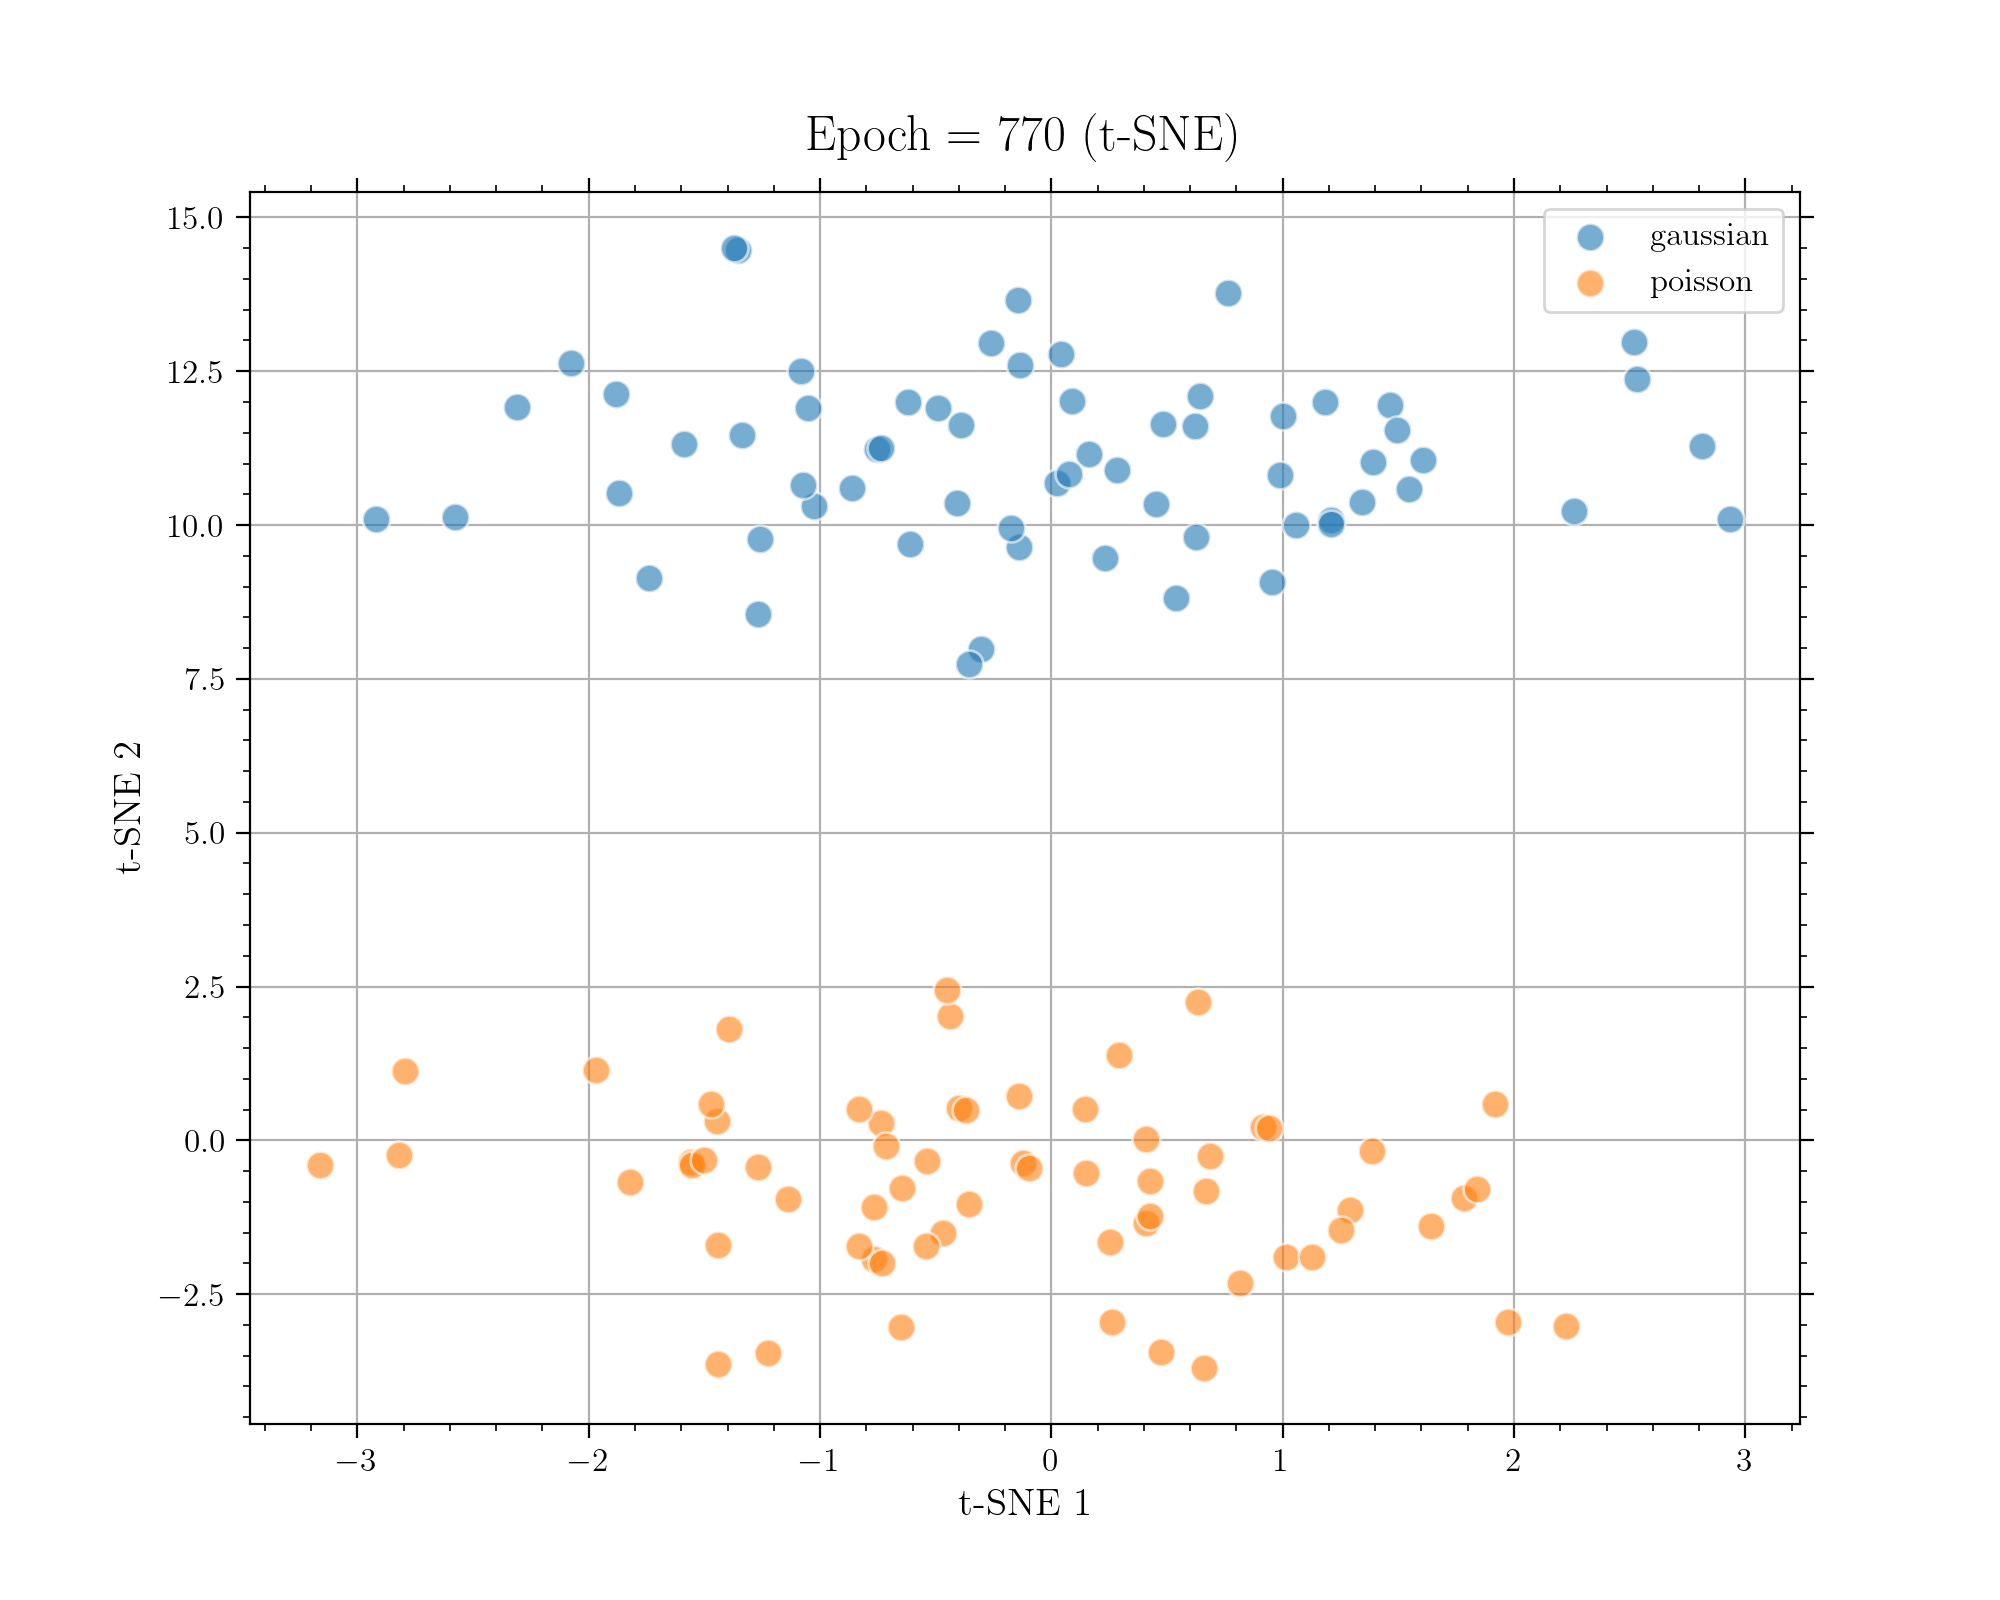 Epoch = 770 (t-SNE)
gaussian
poisson
15.0
12.5
10.0
7.5
5.0
2.5
0.0
−2.5
t-SNE 2
−3 −2 −1 0 1 2 3
t-SNE 1